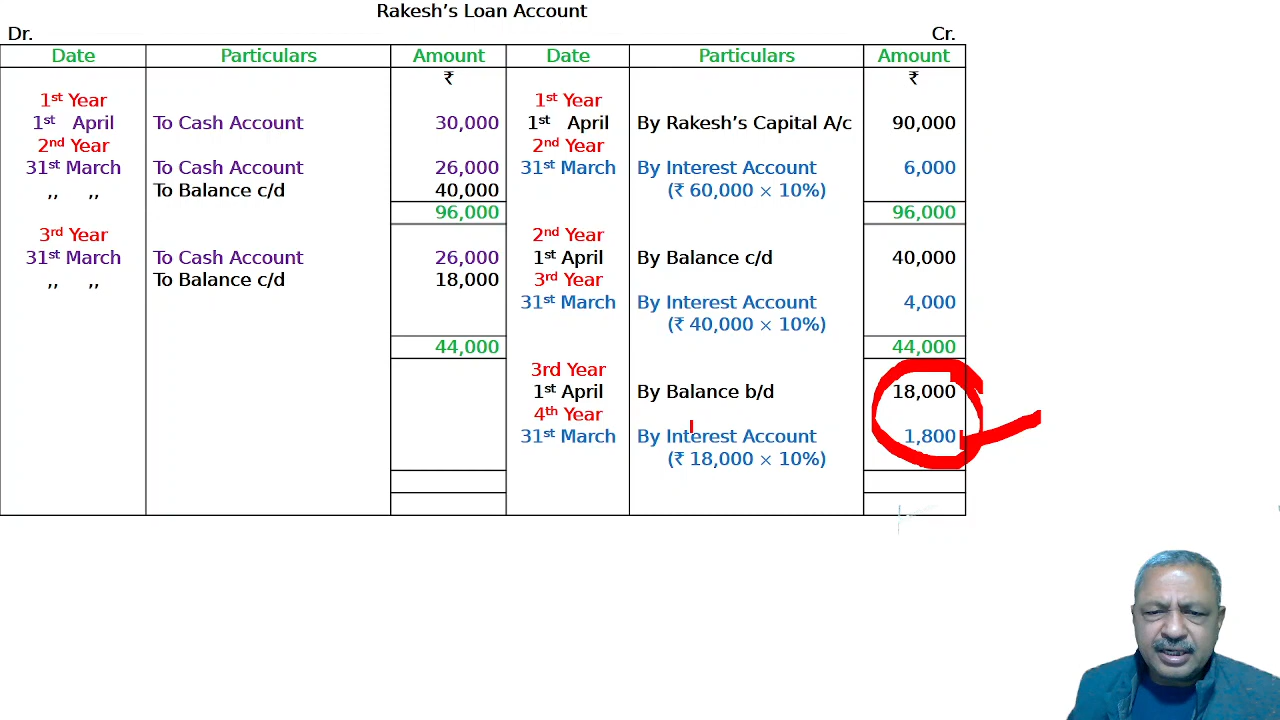 Rakesh's Loan Account
Dr. Cr.
Date Particulars Amount Date Particulars Amount
₹ ₹
1st Year 1st Year
1st April To Cash Account 30,000 1st April By Rakesh's Capital A/c 90,000
2nd Year 2nd Year
31st March To Cash Account 26,000 31st March By Interest Account 6,000
,, ,, To Balance c/d 40,000 (₹ 60,000 × 10%)
96,000 96,000
3rd Year 2nd Year
31st March To Cash Account 26,000 1st April By Balance c/d 40,000
,, ,, To Balance c/d 18,000 3rd Year
31st March By Interest Account 4,000
(₹ 40,000 × 10%)
44,000 44,000
3rd Year
1st April By Balance b/d 18,000
4th Year
31st March By Interest Account 1,800
(₹ 18,000 × 10%)